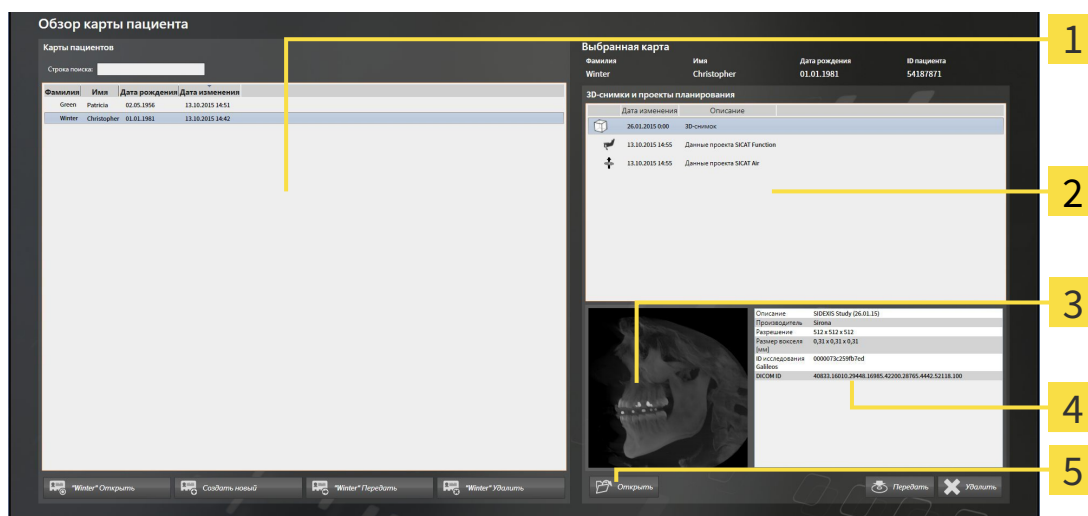 Обзор карты пациента
Карты пациентов
Строка поиска:
Фамилия Имя Дата рождения Дата изменения
Green Patricia 02.05.1956 13.10.2015 14:51
Winter Christopher 01.01.1981 13.10.2015 14:42
"Winter" Открыть
Создать новый
"Winter" Передать
"Winter" Удалить
Выбранная карта
Фамилия Имя Дата рождения ID пациента
Winter Christopher 01.01.1981 54187871
3D-снимки и проекты планирования
Дата изменения Описание
26.01.2015 0:00 3D-снимок
13.10.2015 14:55 Данные проекта SICAT Function
13.10.2015 14:55 Данные проекта SICAT Air
Описание SIDEXIS Study (26.01.15)
Производитель Sirona
Разрешение 512 x 512 x 512
Размер вокселя 0,31 x 0,31 x 0,31
[мм]
ID исследования 0000073c259fb7ed
Galileos
DICOM ID 40833.16010.29448.16985.42200.28765.4442.52118.100
Открыть
Передать
Удалить
1
2
3
4
5